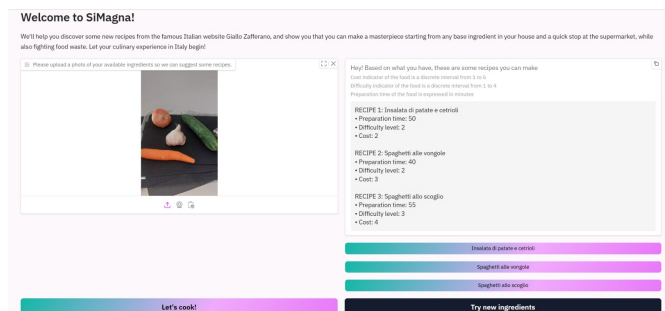 Welcome to SiMagna!
We'll help you discover some new recipes from the famous Italian website Giallo Zafferano, and show you that you can make a masterpiece starting from any base ingredient in your house and a quick stop at the supermarket, while
also fighting food waste. Let your culinary experience in Italy begin!
Please upload a photo of your available ingredients so we can suggest some recipes.
Hey! Based on what you have, these are some recipes you can make
Cost indicator of the food is a discrete interval from 1 to 5
Difficulty indicator of the food is a discrete interval from 1 to 4
Preparation time of the food is expressed in minutes
RECIPE 1: Insalata di patate e cetrioli
• Preparation time: 50
• Difficulty level: 2
• Cost: 2
RECIPE 2: Spaghetti alle vongole
• Preparation time: 40
• Difficulty level: 2
• Cost: 3
RECIPE 3: Spaghetti allo scoglio
• Preparation time: 55
• Difficulty level: 3
• Cost: 4
Insalata di patate e cetrioli
Spaghetti alle vongole
Spaghetti allo scoglio
Let's cook!
Try new ingredients